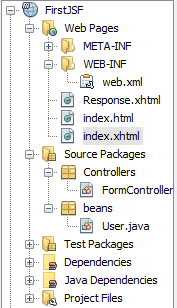 FirstJSF
Web Pages
META-INF
WEB-INF
web.xml
Response.xhtml
index.html
index.xhtml
Source Packages
Controllers
FormController
beans
User.java
Test Packages
Dependencies
Java Dependencies
Project Files